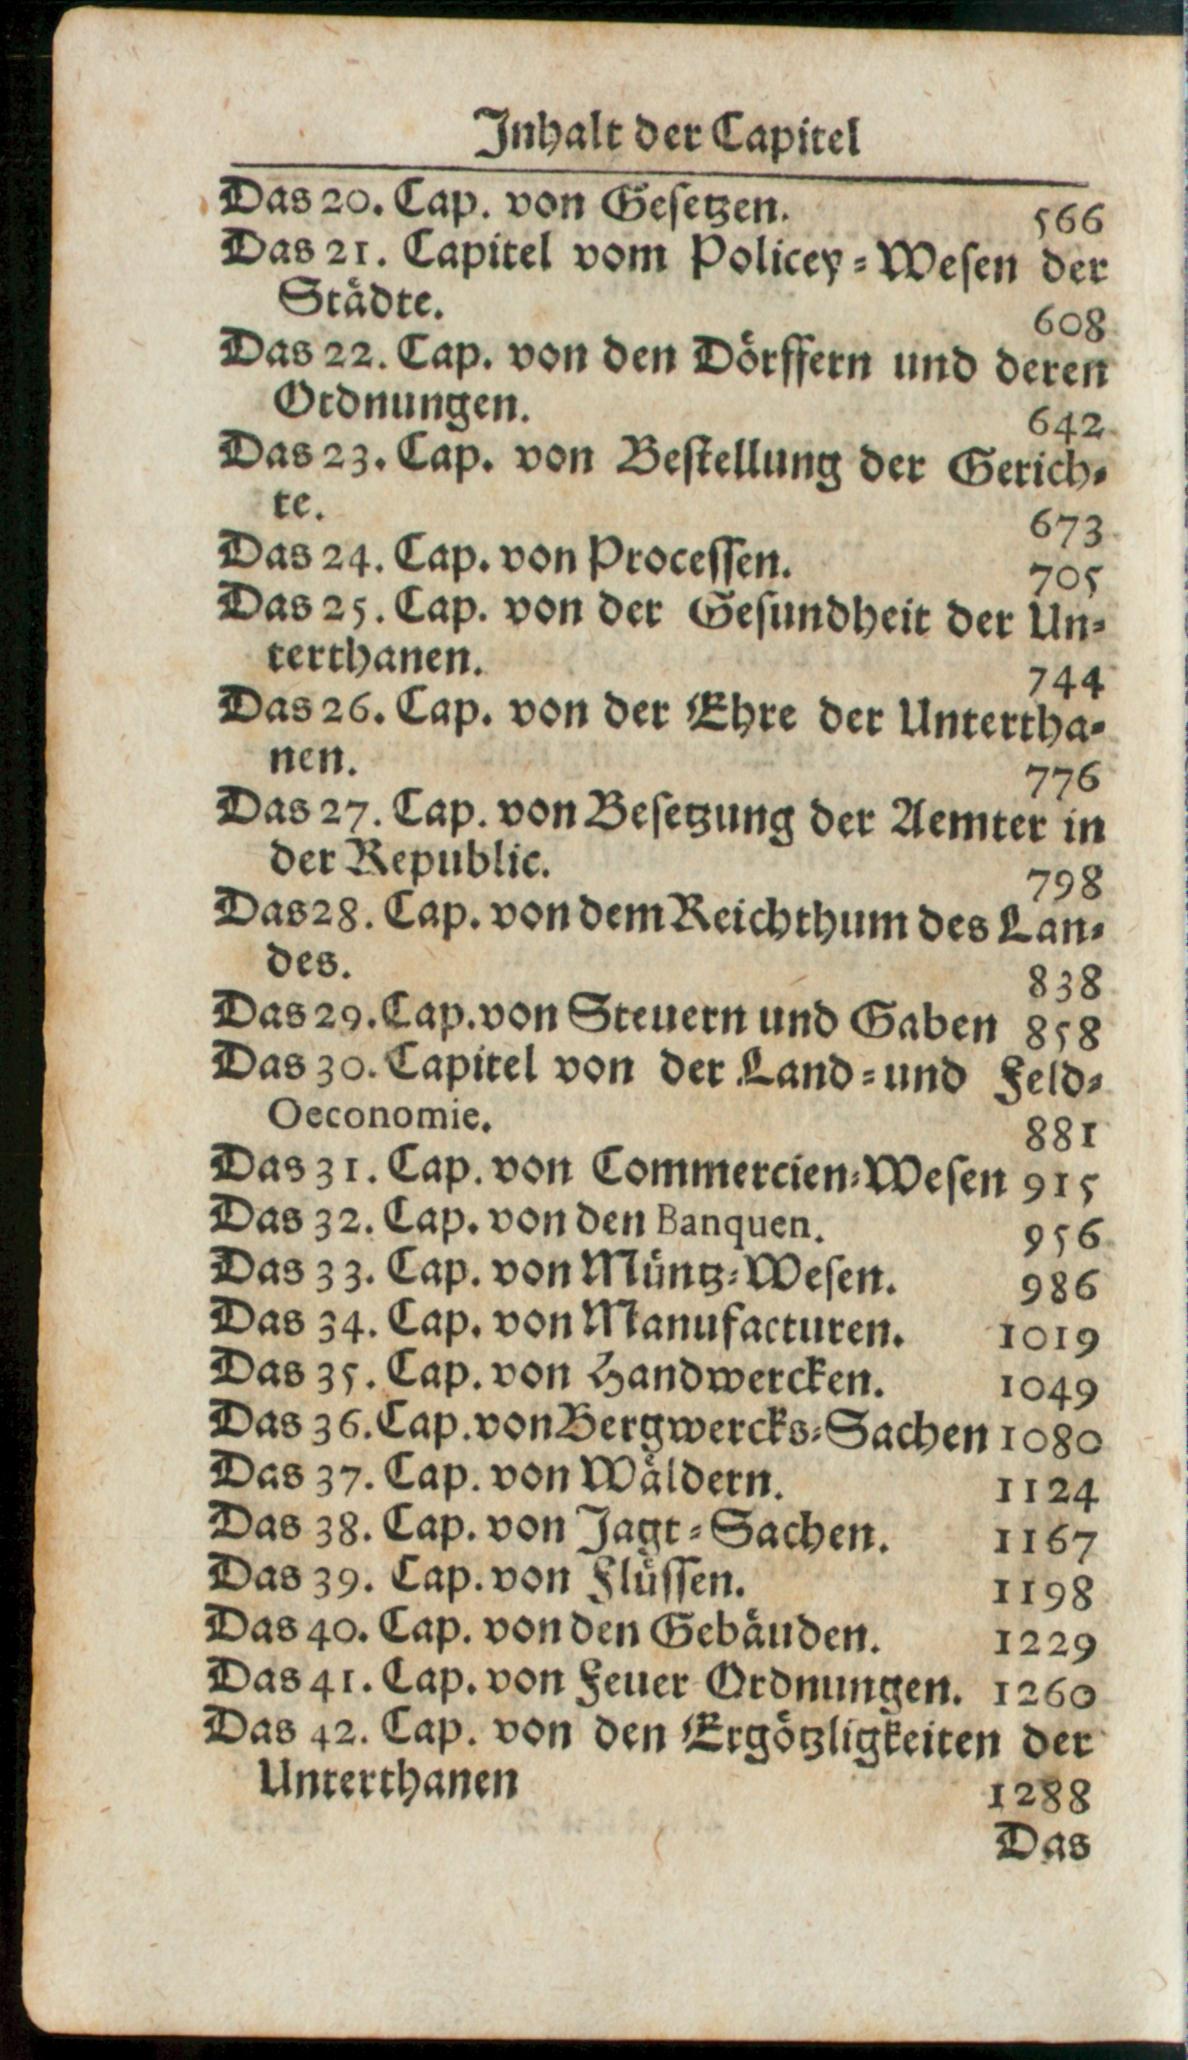 Inhalt der Capitel
Das 20. Cap. von Geſetzen. 566
Das 21. Capitel vom Policey-Weſen der
Städte. 608
Das 22. Cap. von den Dörffern und deren
Ordnungen. 642
Das 23. Cap. von Beſtellung der Gerich-
te. 673
Das 24. Cap. von Proceſſen. 705
Das 25. Cap. von der Geſundheit der Un-
terthanen. 744
Das 26. Cap. von der Ehre der Untertha-
nen. 776
Das 27. Cap. von Beſetzung der Aemter in
der Republic. 798
Das 28. Cap. von dem Reichthum des Lan-
des. 838
Das 29. Cap. von Steuern und Gaben 858
Das 30. Capitel von der Land- und Feld-
Oeconomie. 881
Das 31. Cap. von Commercien-Weſen 915
Das 32. Cap. von den Banquen. 956
Das 33. Cap. von Müntz-Weſen. 986
Das 34. Cap. von Manufacturen. 1019
Das 35. Cap. von Handwercken. 1049
Das 36. Cap. von Bergwercks-Sachen 1080
Das 37. Cap. von Wäldern. 1124
Das 38. Cap. von Jagt-Sachen. 1167
Das 39. Cap. von Flüſſen. 1198
Das 40. Cap. von den Gebäuden. 1229
Das 41. Cap. von Feuer Ordnungen. 1260
Das 42. Cap. von den Ergötzligkeiten der
Unterthanen 1288
Das